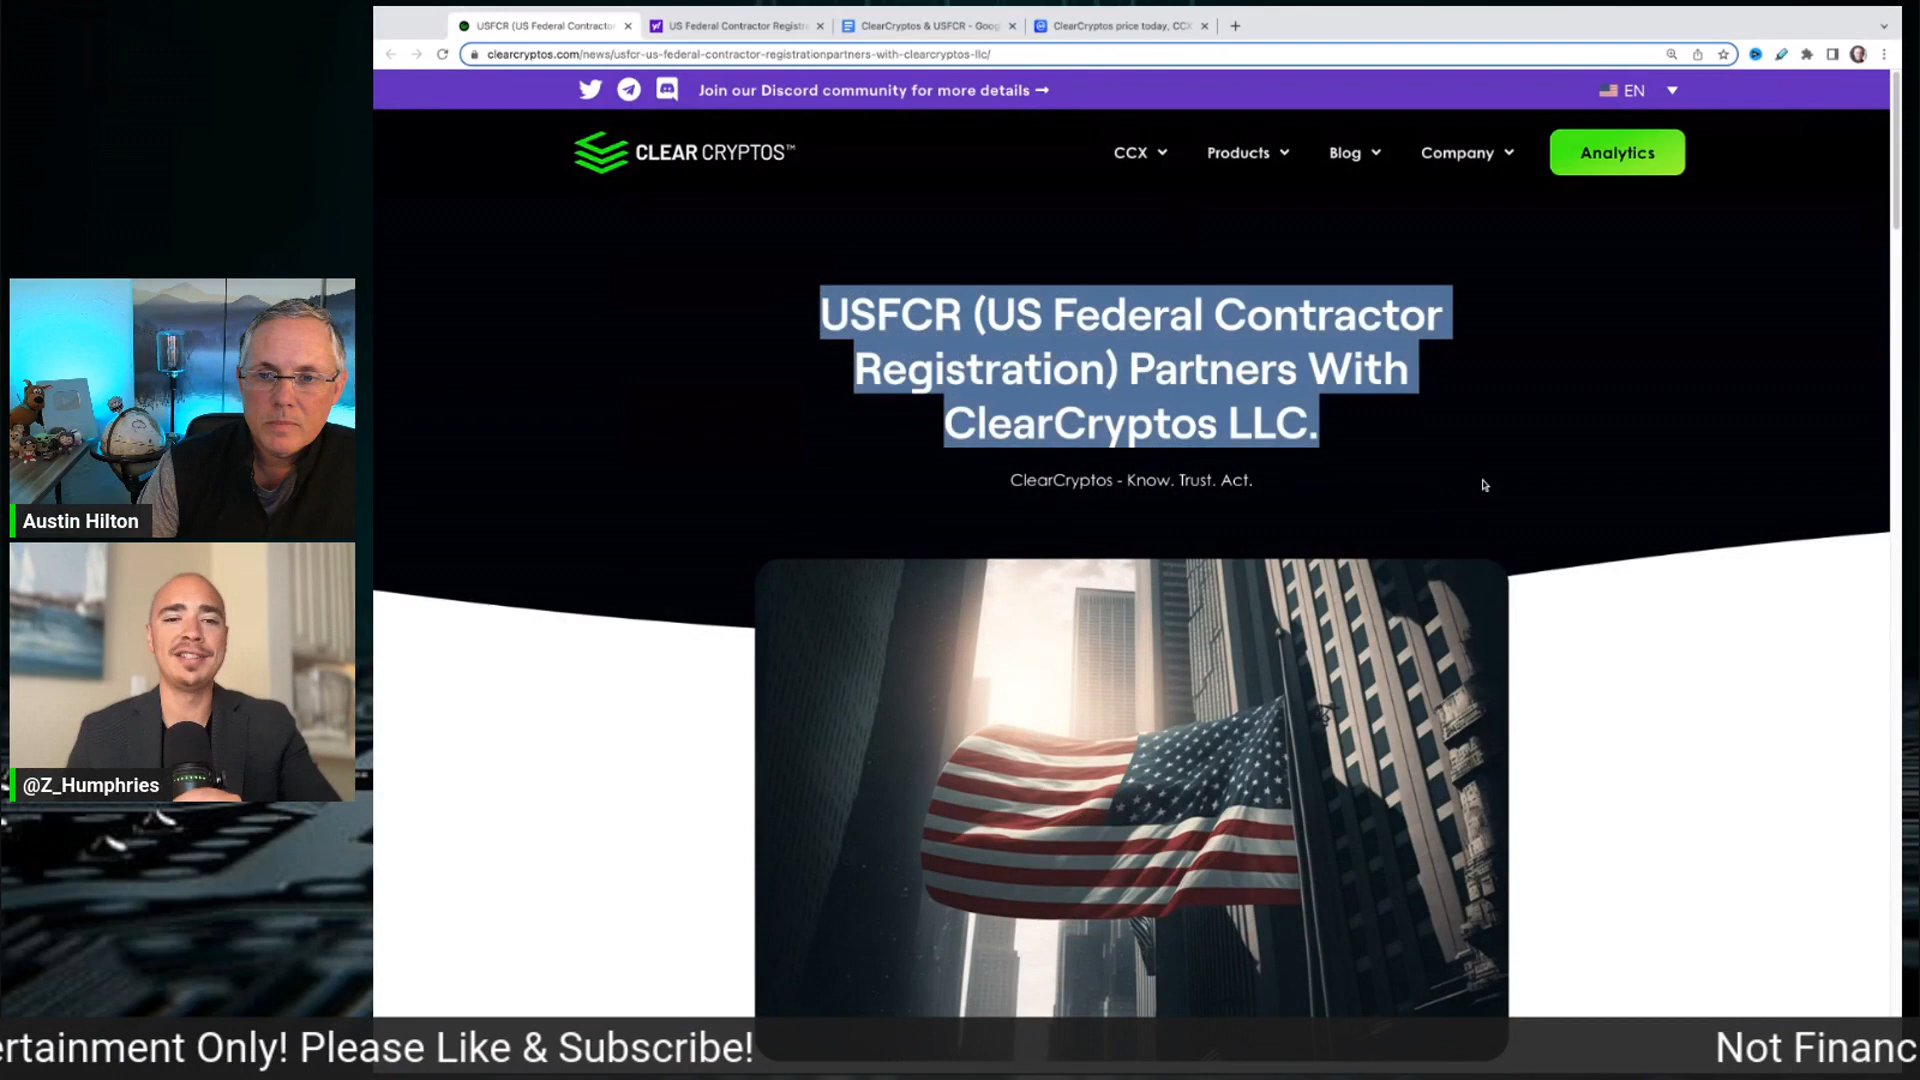 USFCR (US Federal Contractor
US Federal Contractor Registr
ClearCryptos & USFCR - Goog
ClearCryptos price today, CCX
clearcryptos.com/news/usfcr-us-federal-contractor-registrationpartners-with-clearcryptos-llc/
Join our Discord community for more details →
EN
CLEAR CRYPTOS™
CCX
Products
Blog
Company
Analytics
USFCR (US Federal Contractor
Registration) Partners With
ClearCryptos LLC.
ClearCryptos - Know. Trust. Act.
Austin Hilton
@Z_Humphries
ertainment Only! Please Like & Subscribe!
Not Financ